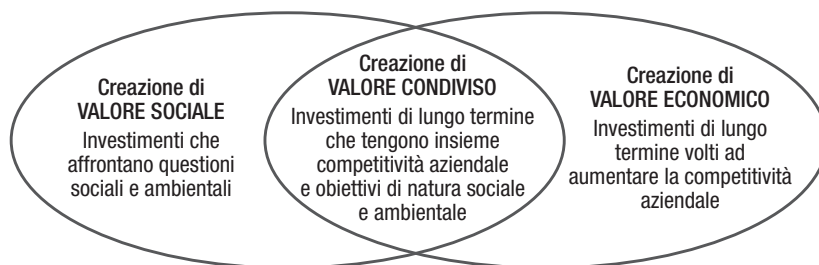 Creazione di
VALORE SOCIALE
Investimenti che
affrontano questioni
sociali e ambientali
Creazione di
VALORE CONDIVISO
Investimenti di lungo termine
che tengono insieme
competitività aziendale
e obiettivi di natura sociale
e ambientale
Creazione di
VALORE ECONOMICO
Investimenti di lungo
termine volti ad
aumentare la competitività
aziendale